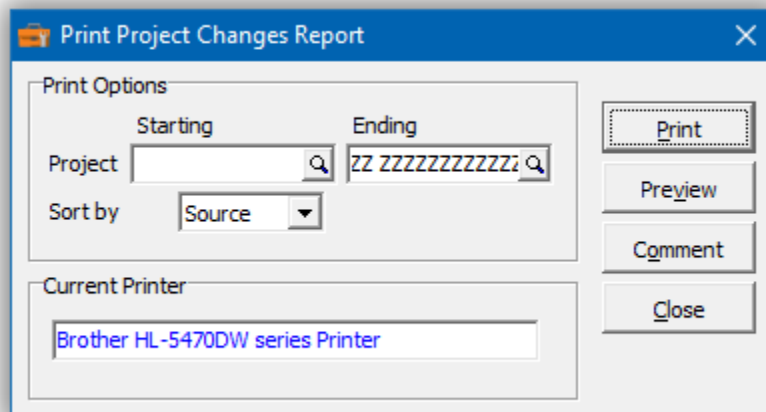 Print Project Changes Report
Print Options
Starting Ending
Project ZZ ZZZZZZZZZZZZ
Sort by Source
Current Printer
Brother HL-5470DW series Printer
Print
Preview
Comment
Close